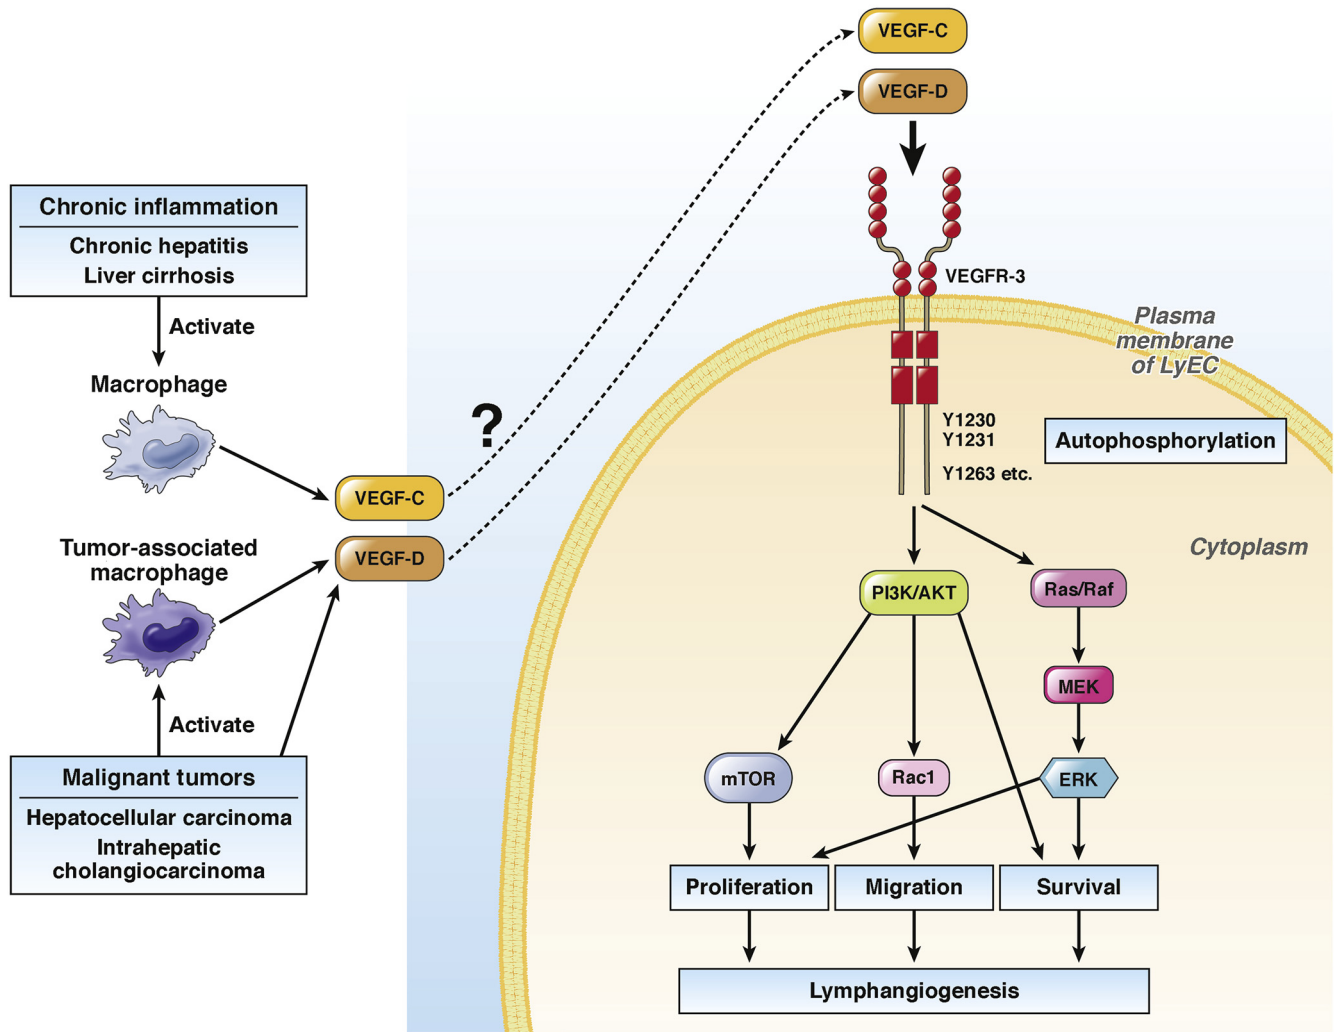 Chronic inflammation
Chronic hepatitis
Liver cirrhosis
Activate
Macrophage
Tumor-associated
macrophage
Activate
Malignant tumors
Hepatocellular carcinoma
Intrahepatic
cholangiocarcinoma
VEGF-C
VEGF-D
?
VEGF-C
VEGF-D
VEGFR-3
Plasma
membrane
of LyEC
Y1230
Y1231
Y1263 etc.
Autophosphorylation
Cytoplasm
PI3K/AKT
Ras/Raf
MEK
mTOR
Rac1
ERK
Proliferation
Migration
Survival
Lymphangiogenesis